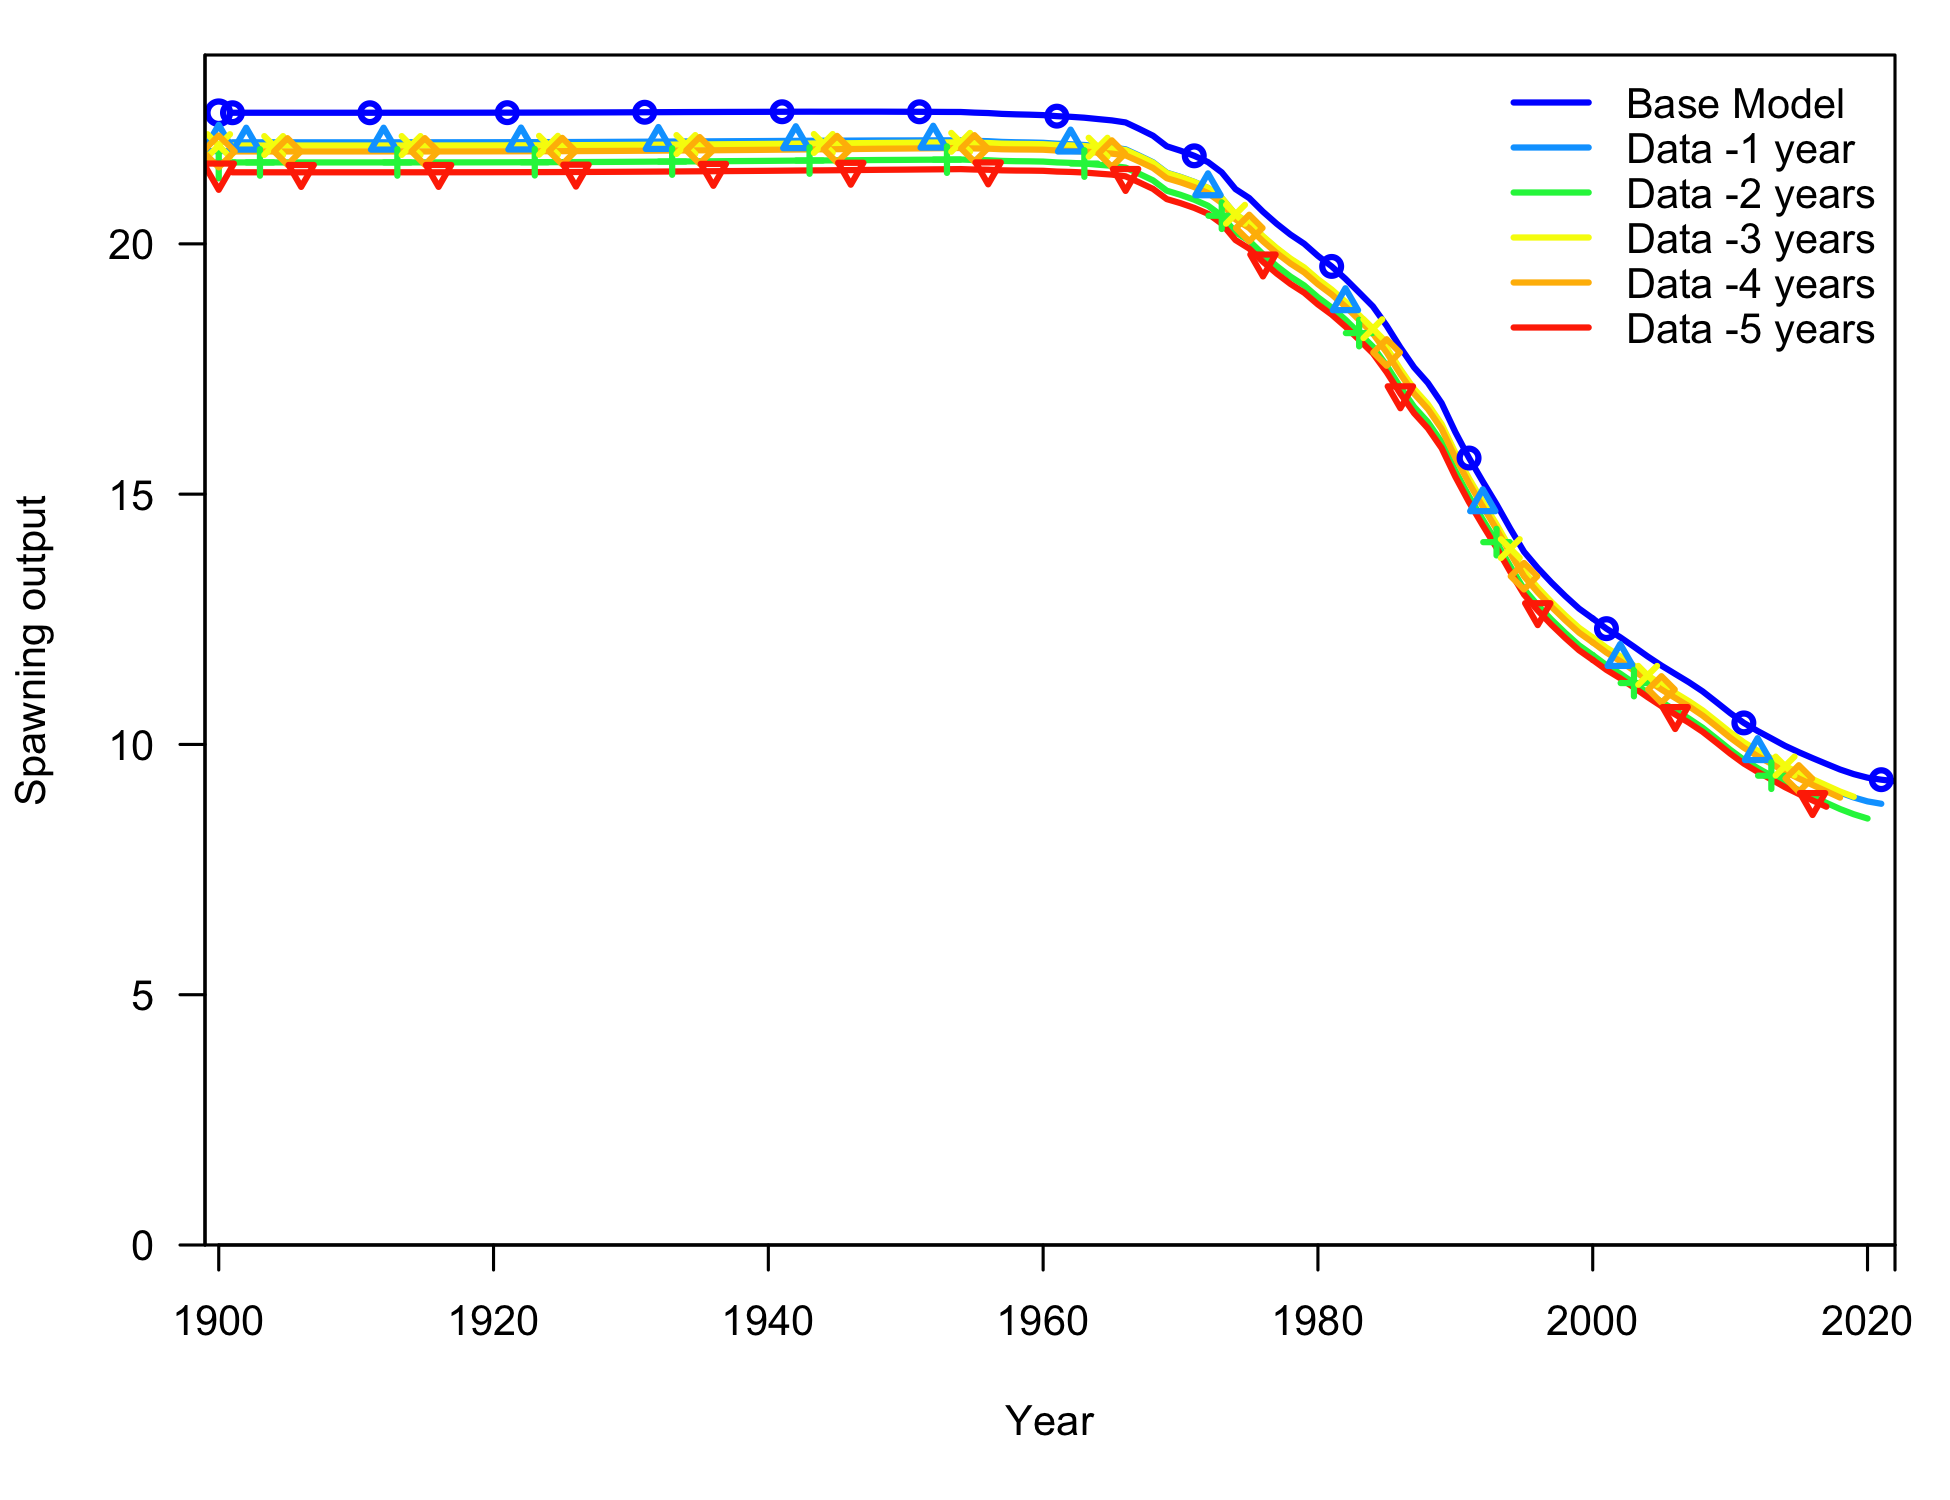 Base Model
Data -1 year
Data -2 years
Data -3 years
Data -4 years
Data -5 years
20
15
10
5
0
Spawning output
1900 1920 1940 1960 1980 2000 2020
Year